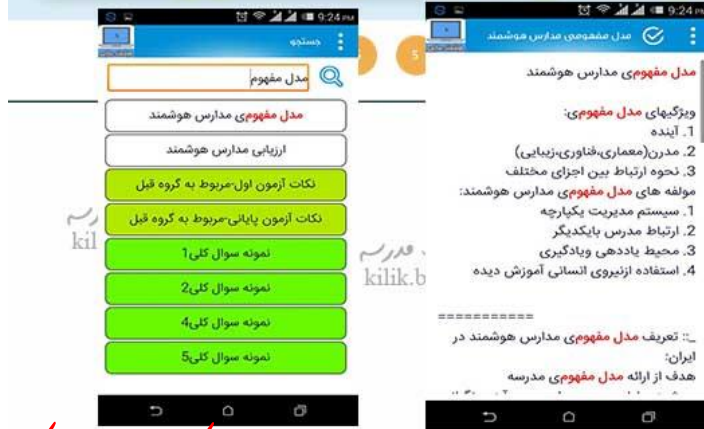 9:24 PM
جستجو
مدل مفهوم
مدل مفهومی مدارس هوشمند
ارزیابی مدارس هوشمند
نکات آزمون اول-مربوط به گروه قبل
نکات آزمون پایانی-مربوط به گروه قبل
نمونه سوال کلی1
نمونه سوال کلی2
نمونه سوال کلی4
نمونه سوال کلی5
kil
5
9:24 PM
مدل مفهومی مدارس هوشمند
مدل مفهومی مدارس هوشمند
ویژگیهای مدل مفهومی:
1. آینده
2. مدرن(معماری،فناوری،زیبایی)
3. نحوه ارتباط بین اجزای مختلف
مولفه های مدل مفهومی مدارس هوشمند:
1. سیستم مدیریت یکپارچه
2. ارتباط مدرس بایکدیگر
3. محیط یاددهی ویادگیری
4. استفاده ازنیروی انسانی آموزش دیده
===========
_:: تعریف مدل مفهومی مدارس هوشمند در
ایران:
هدف از ارائه مدل مفهومی مدرسه
مدرسه
kilik.b